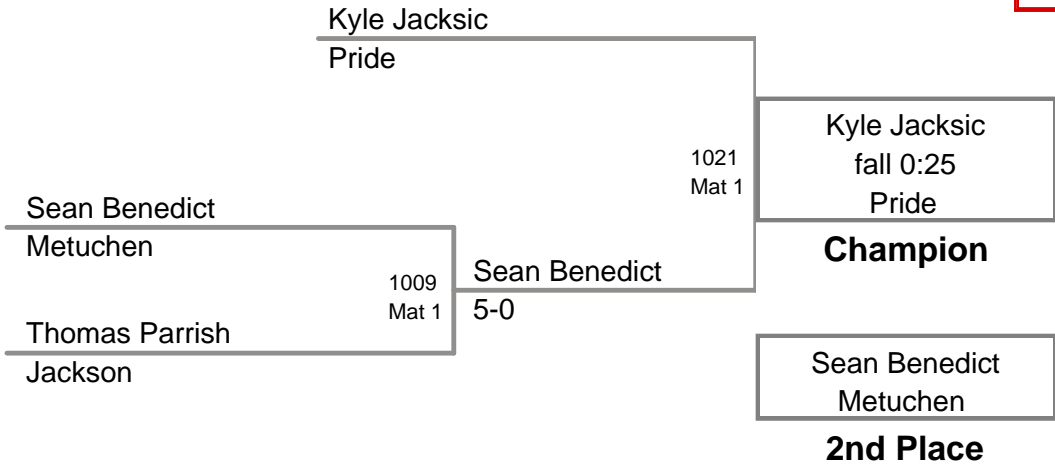 Kyle Jacksic
Pride
Kyle Jacksic
fall 0:25
Pride
Champion
1021
Mat 1
Sean Benedict
Metuchen
1009
Mat 1
Sean Benedict
5-0
Thomas Parrish
Jackson
Sean Benedict
Metuchen
2nd Place